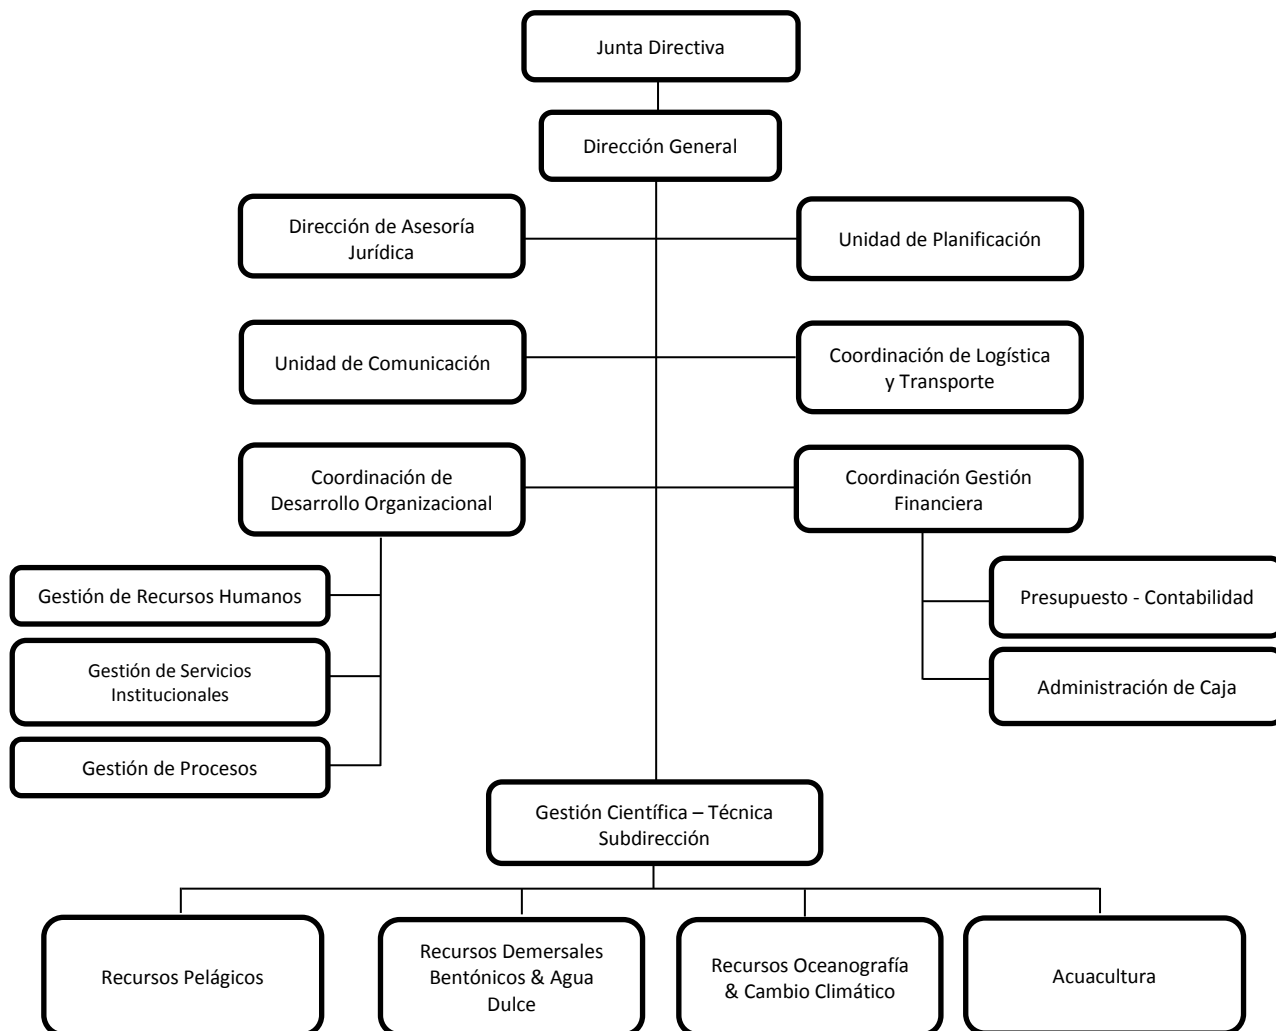 Junta Directiva
Dirección General
Dirección de Asesoría
Jurídica
Unidad de Planificación
Unidad de Comunicación
Coordinación de Logística
y Transporte
Coordinación de
Desarrollo Organizacional
Coordinación Gestión
Financiera
Gestión de Recursos Humanos
Gestión de Servicios
Institucionales
Gestión de Procesos
Presupuesto - Contabilidad
Administración de Caja
Gestión Científica – Técnica
Subdirección
Recursos Pelágicos
Recursos Demersales
Bentónicos & Agua
Dulce
Recursos Oceanografía
& Cambio Climático
Acuacultura